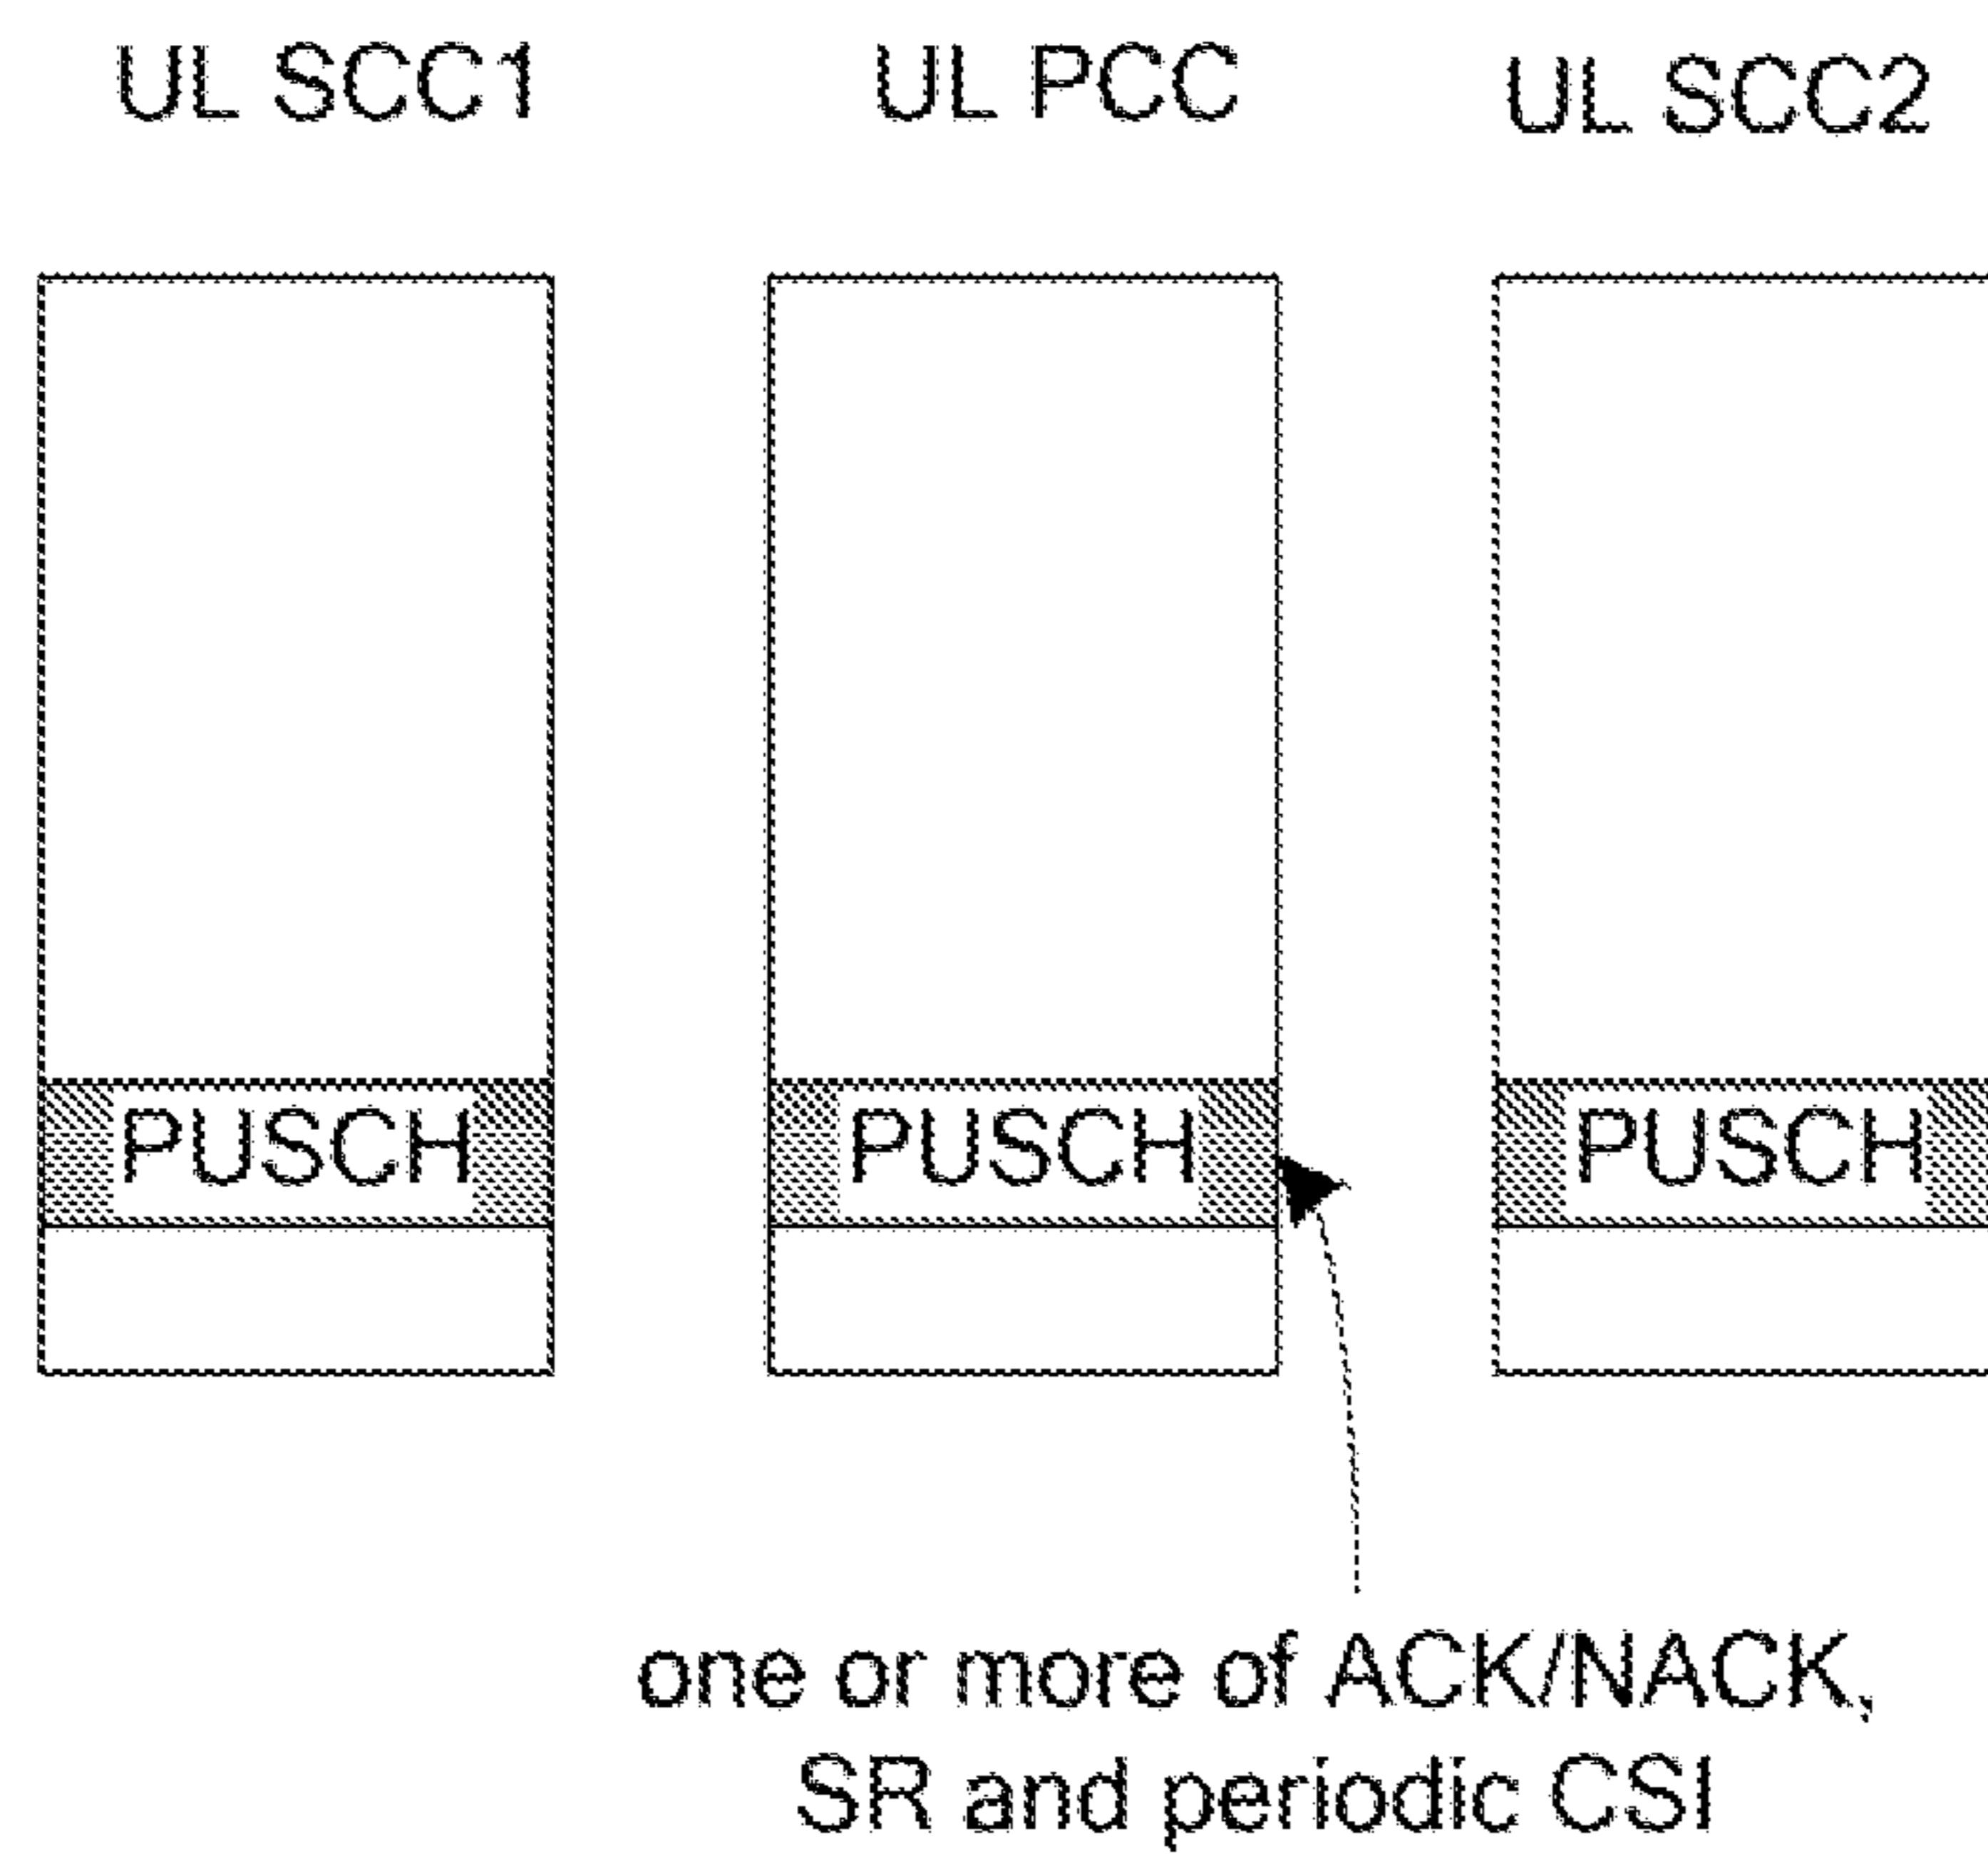 UL SCC1 UL PCC UL SCC2
PUSCH PUSCH PUSCH
one or more of ACK/NACK,
SR and periodic CSI